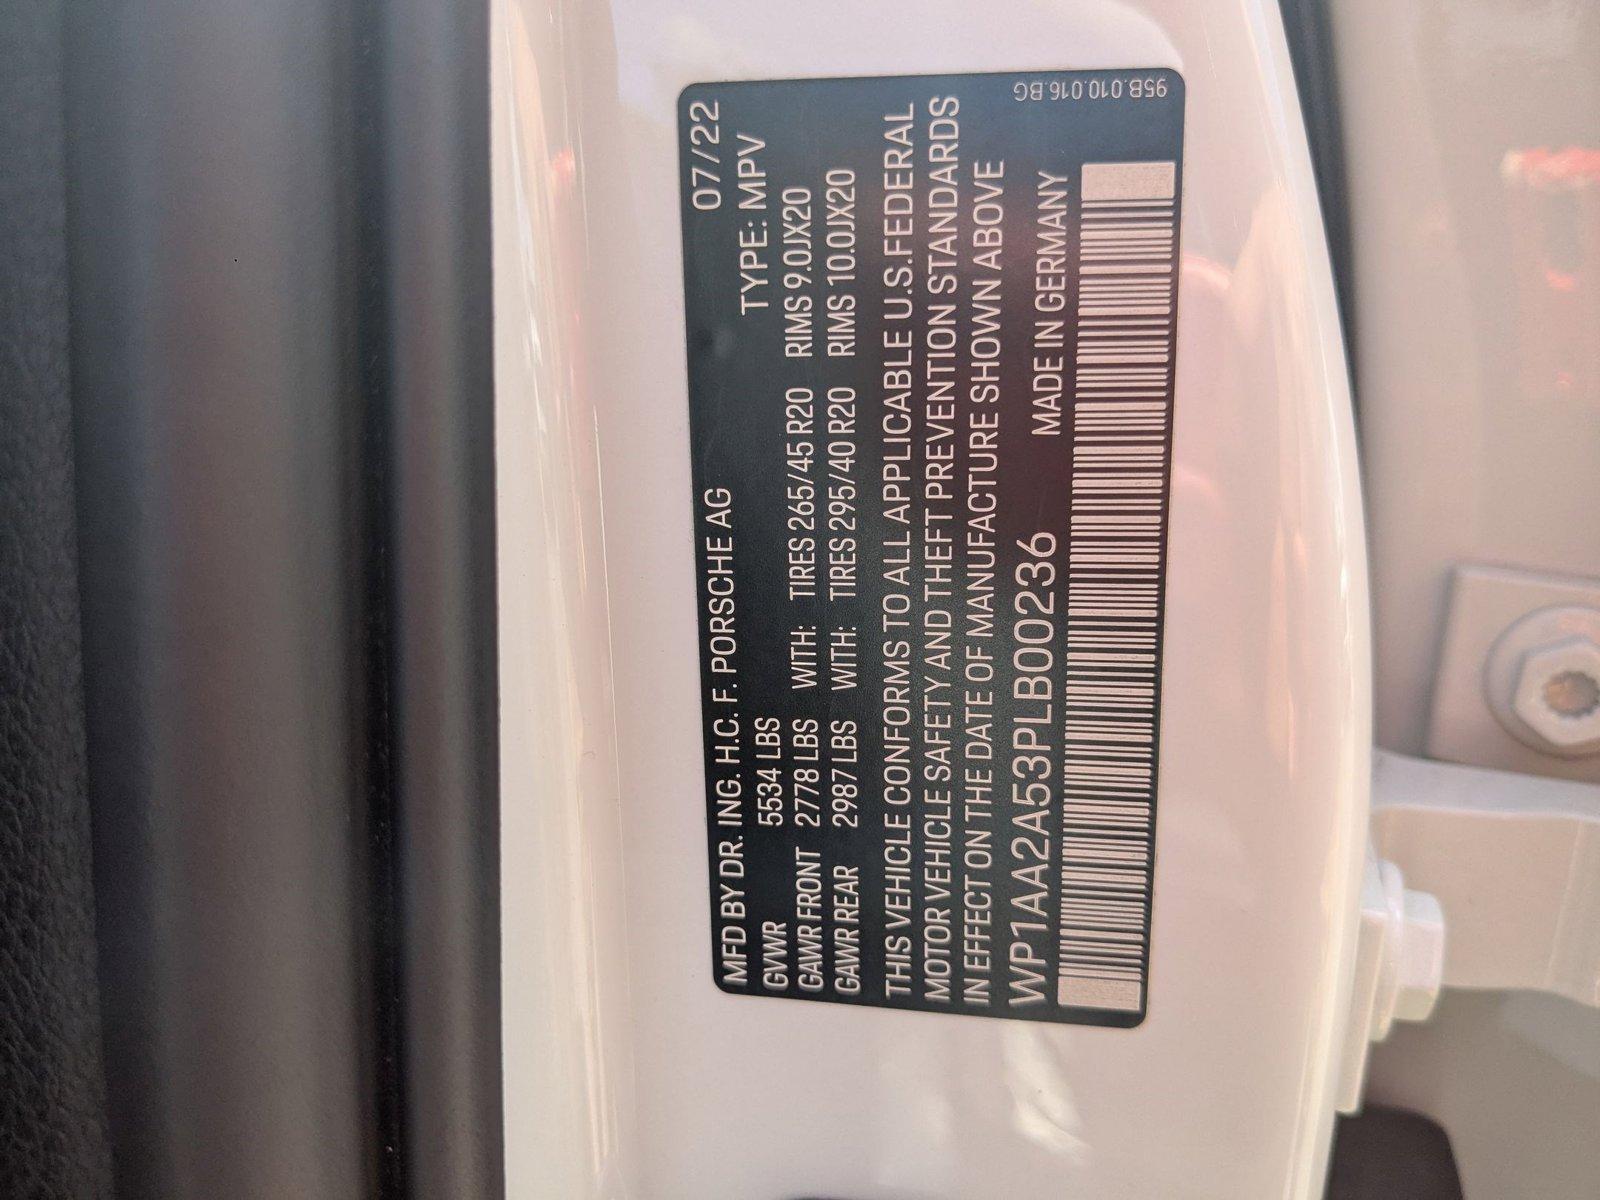 MFD BY DR. ING. H.C. F. PORSCHE AG 07/22
GVWR 5534 LBS TYPE: MPV
GAWR FRONT 2778 LBS WITH: TIRES 265/45 R20 RIMS 9.0JX20
GAWR REAR 2987 LBS WITH: TIRES 295/40 R20 RIMS 10.0JX20
THIS VEHICLE CONFORMS TO ALL APPLICABLE U.S.FEDERAL
MOTOR VEHICLE SAFETY AND THEFT PREVENTION STANDARDS
IN EFFECT ON THE DATE OF MANUFACTURE SHOWN ABOVE
WP1AA2A53PLB00236 MADE IN GERMANY
95B.010.016.BG